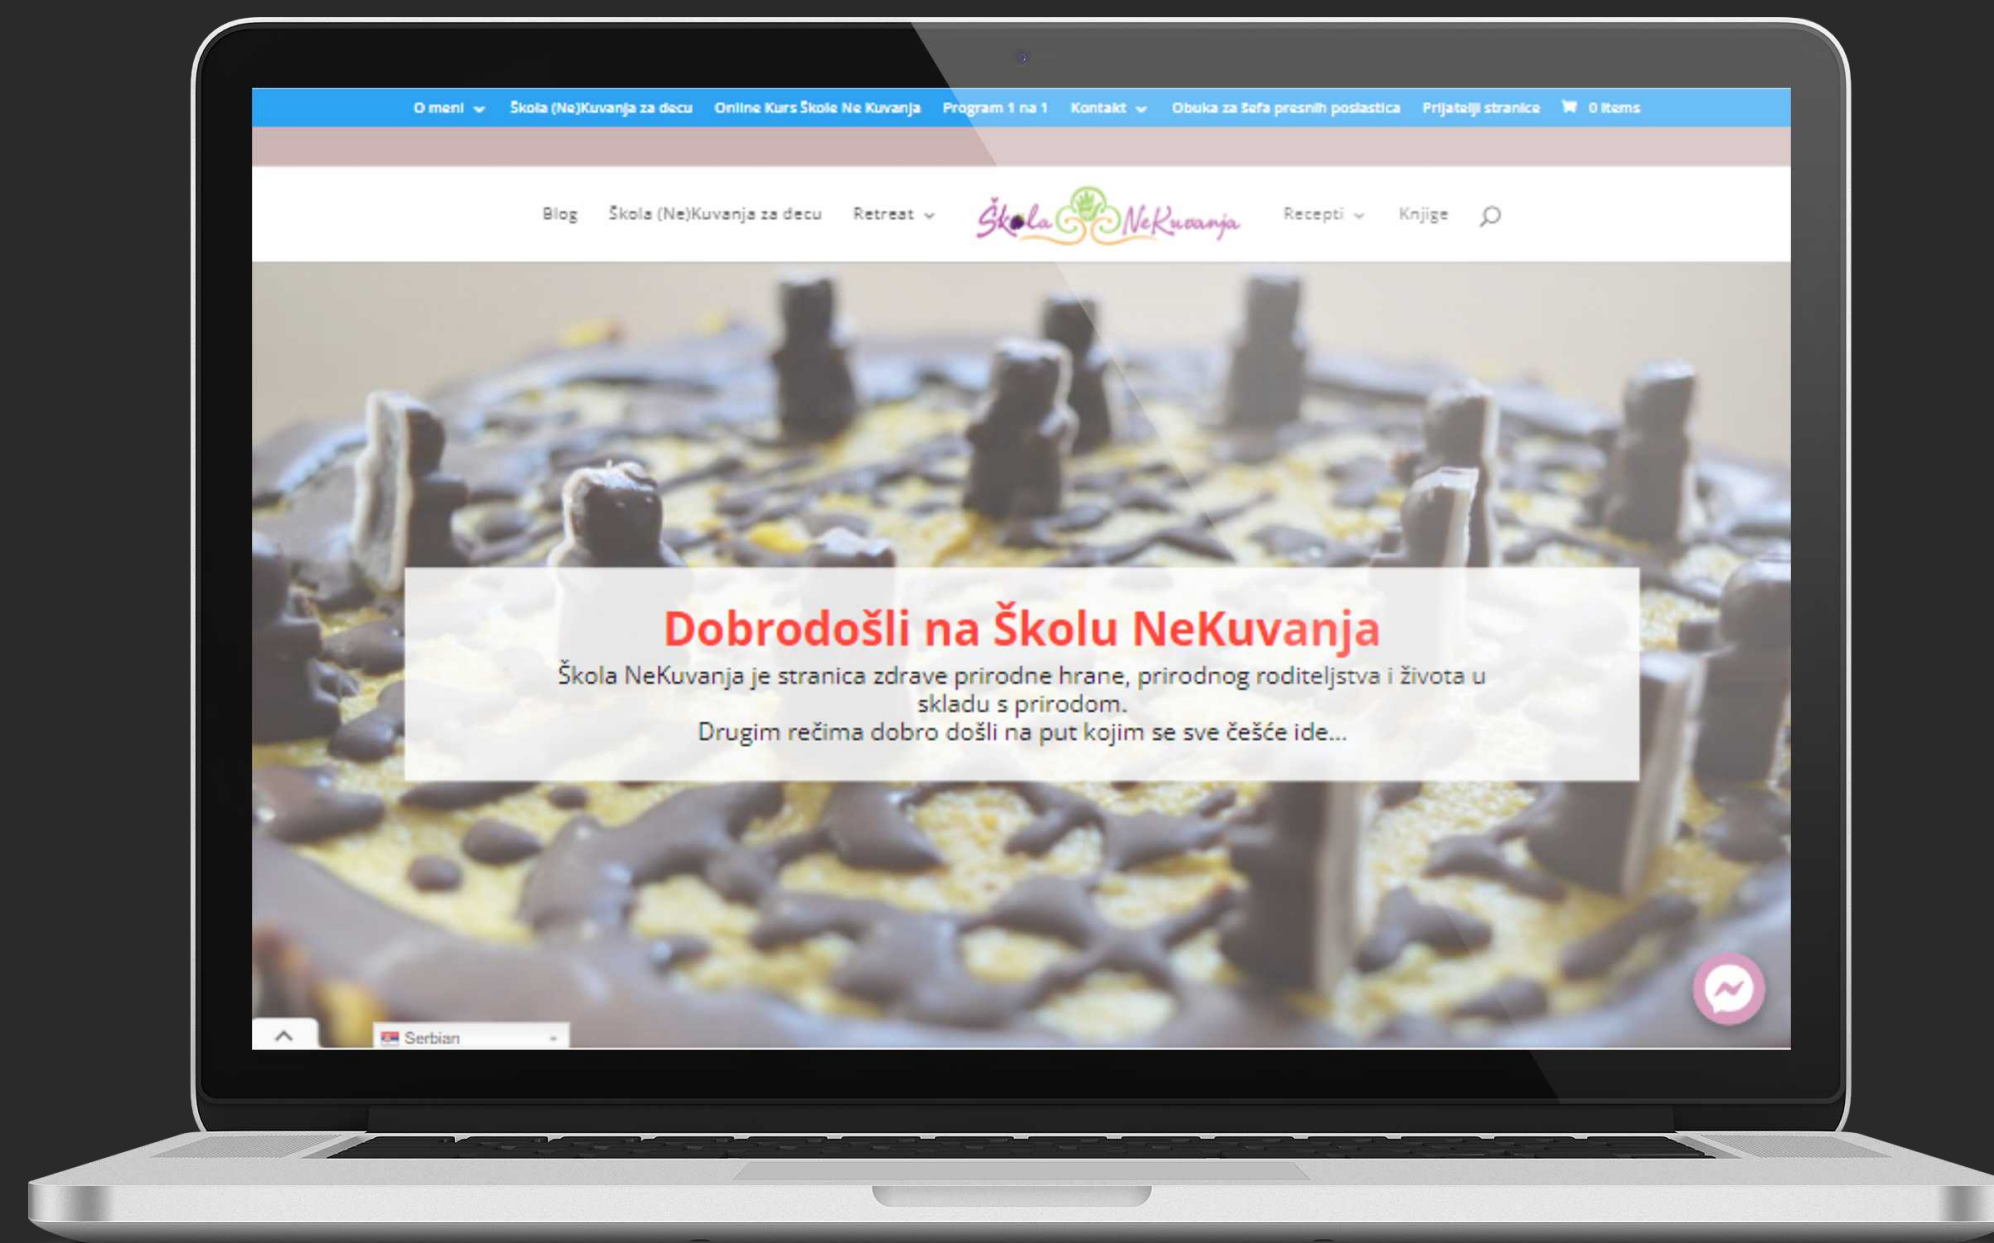 O meni
Škola (Ne)Kuvanja za decu
Online Kurs Škole Ne Kuvanja
Program 1 na 1
Kontakt
Obuka za šefa presnih poslastica
Prijatelji stranice
0 Items
Blog
Škola (Ne)Kuvanja za decu
Retreat
Škola NeKuvanja
Recepti
Knjige
Dobrodošli na Školu NeKuvanja
Škola NeKuvanja je stranica zdrave prirodne hrane, prirodnog roditeljstva i života u
skladu s prirodom.
Drugim rečima dobro došli na put kojim se sve češće ide...
Serbian